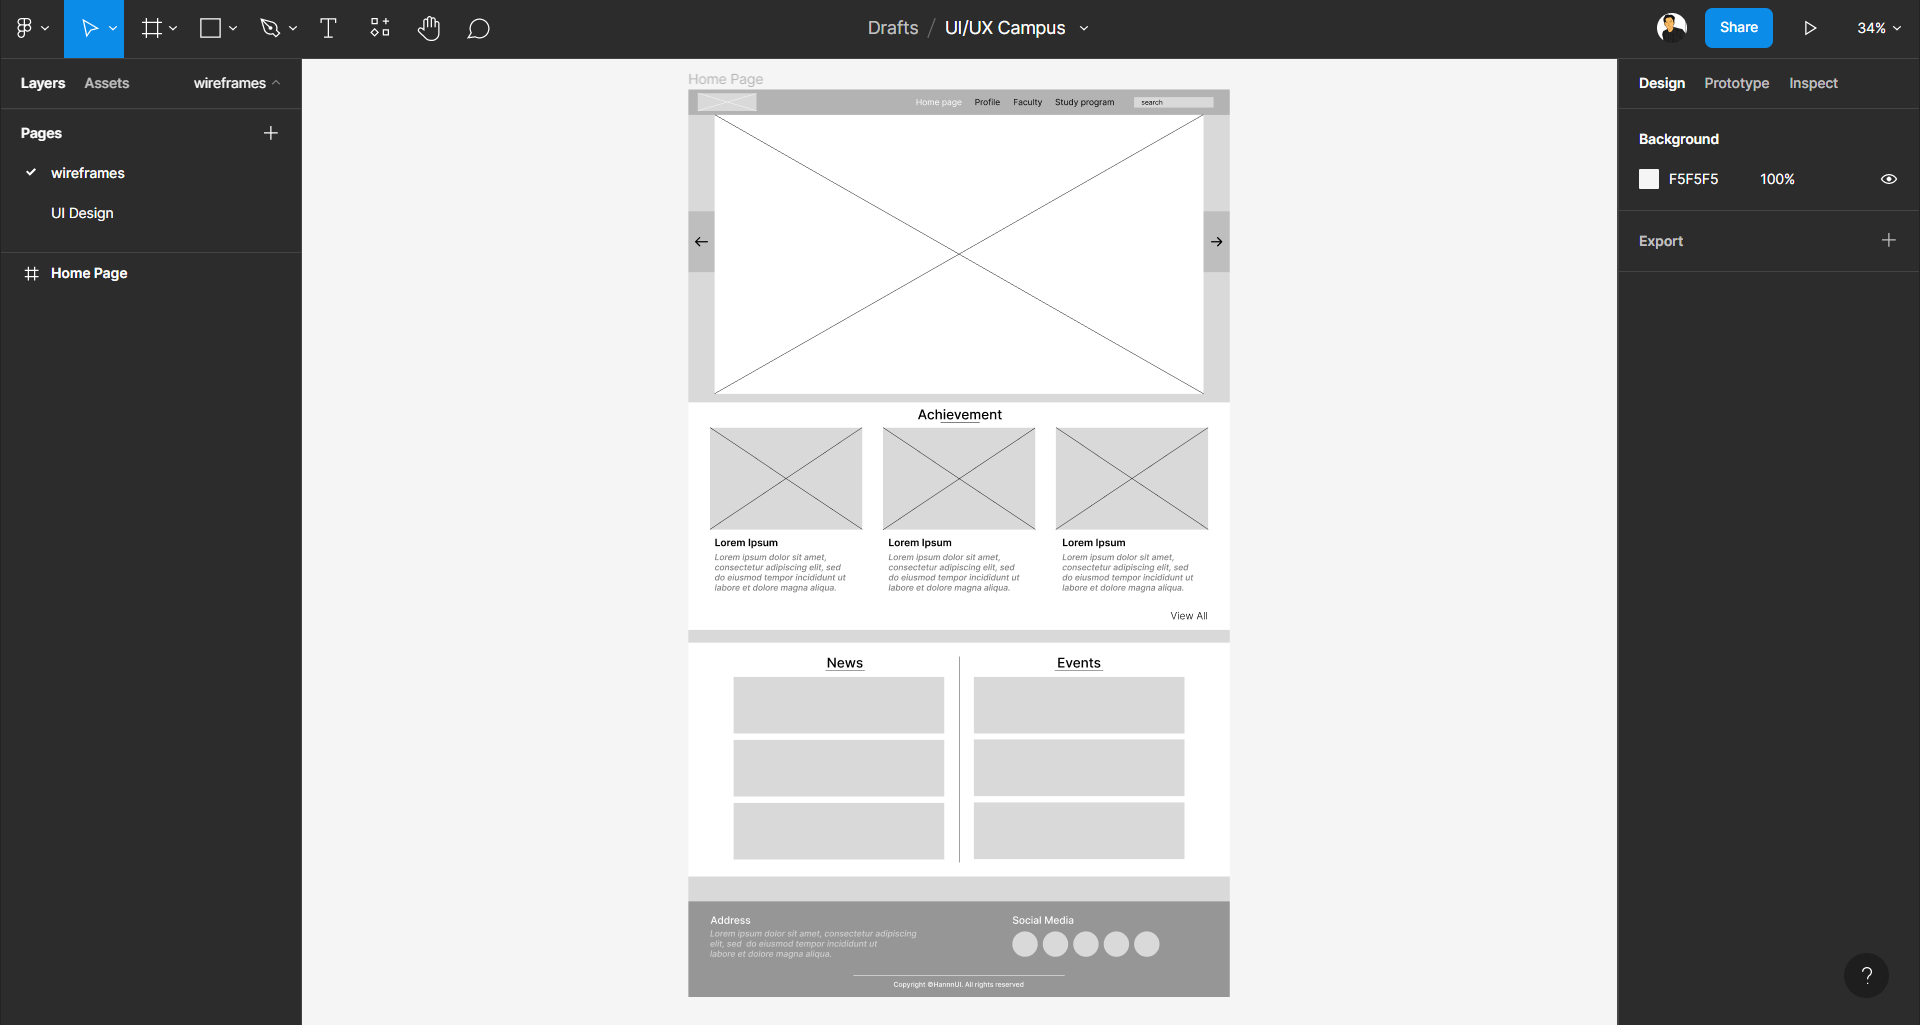 Drafts / UI/UX Campus
Share
34%
Layers Assets wireframes
Pages
wireframes
UI Design
Home Page
Home Page
Home page Profile Faculty Study program search
Achievement
Lorem Ipsum
Lorem ipsum dolor sit amet,
consectetur adipiscing elit, sed
do eiusmod tempor incididunt ut
labore et dolore magna aliqua.
Lorem Ipsum
Lorem ipsum dolor sit amet,
consectetur adipiscing elit, sed
do eiusmod tempor incididunt ut
labore et dolore magna aliqua.
Lorem Ipsum
Lorem ipsum dolor sit amet,
consectetur adipiscing elit, sed
do eiusmod tempor incididunt ut
labore et dolore magna aliqua.
View All
News
Events
Address
Lorem ipsum dolor sit amet, consectetur adipiscing
elit, sed do eiusmod tempor incididunt ut
labore et dolore magna aliqua.
Social Media
Copyright ©HannnUI. All rights reserved
Design Prototype Inspect
Background
F5F5F5 100%
Export
?